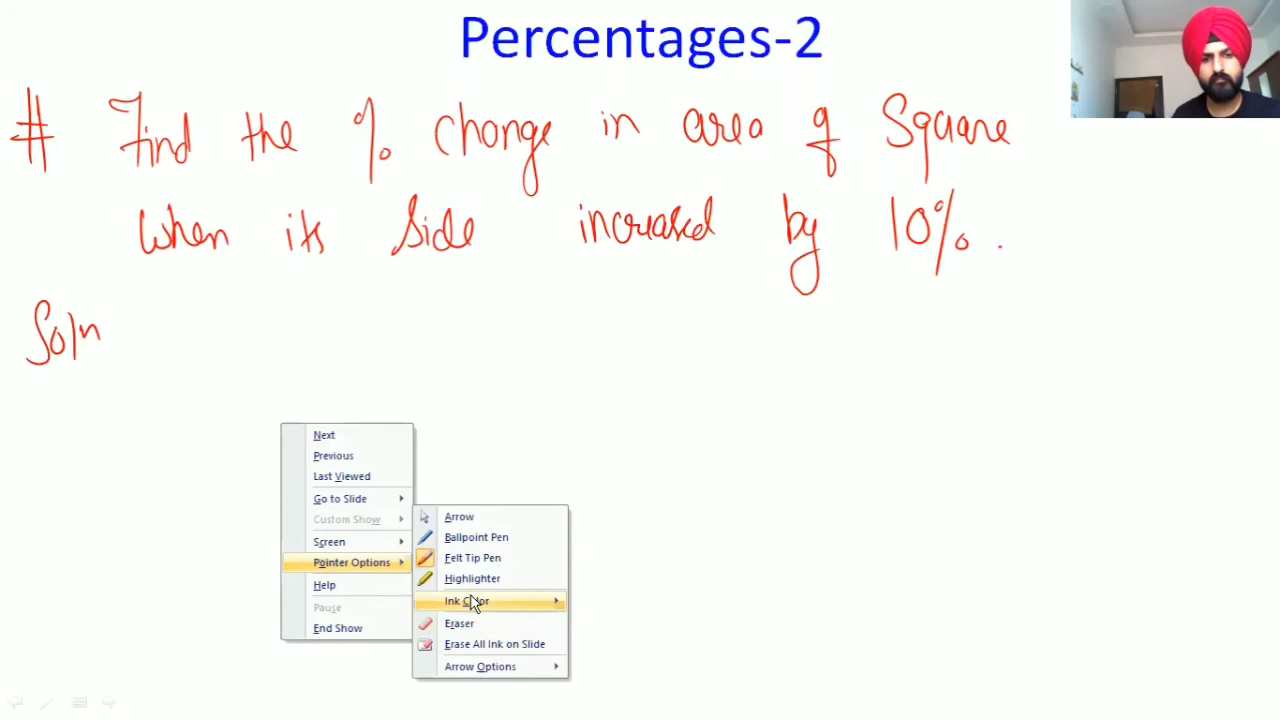 Percentages-2
# Find the % change in area of Square
when its side increased by 10%.
Soln
Next
Previous
Last Viewed
Go to Slide
Custom Show
Screen
Pointer Options
Help
Pause
End Show
Arrow
Ballpoint Pen
Felt Tip Pen
Highlighter
Ink Color
Eraser
Erase All Ink on Slide
Arrow Options